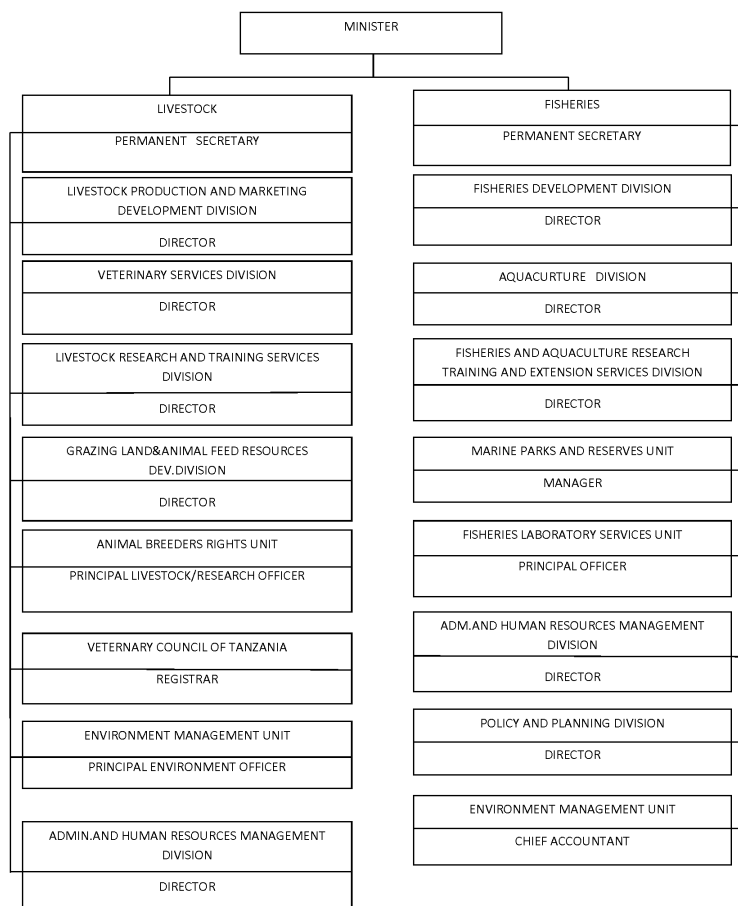 MINISTER
LIVESTOCK
PERMANENT SECRETARY
LIVESTOCK PRODUCTION AND MARKETING
DEVELOPMENT DIVISION
DIRECTOR
VETERINARY SERVICES DIVISION
DIRECTOR
LIVESTOCK RESEARCH AND TRAINING SERVICES
DIVISION
DIRECTOR
GRAZING LAND&ANIMAL FEED RESOURCES
DEV.DIVISION
DIRECTOR
ANIMAL BREEDERS RIGHTS UNIT
PRINCIPAL LIVESTOCK/RESEARCH OFFICER
VETERNARY COUNCIL OF TANZANIA
REGISTRAR
ENVIRONMENT MANAGEMENT UNIT
PRINCIPAL ENVIRONMENT OFFICER
ADMIN.AND HUMAN RESOURCES MANAGEMENT
DIVISION
DIRECTOR
FISHERIES
PERMANENT SECRETARY
FISHERIES DEVELOPMENT DIVISION
DIRECTOR
AQUACURTURE DIVISION
DIRECTOR
FISHERIES AND AQUACULTURE RESEARCH
TRAINING AND EXTENSION SERVICES DIVISION
DIRECTOR
MARINE PARKS AND RESERVES UNIT
MANAGER
FISHERIES LABORATORY SERVICES UNIT
PRINCIPAL OFFICER
ADM.AND HUMAN RESOURCES MANAGEMENT
DIVISION
DIRECTOR
POLICY AND PLANNING DIVISION
DIRECTOR
ENVIRONMENT MANAGEMENT UNIT
CHIEF ACCOUNTANT